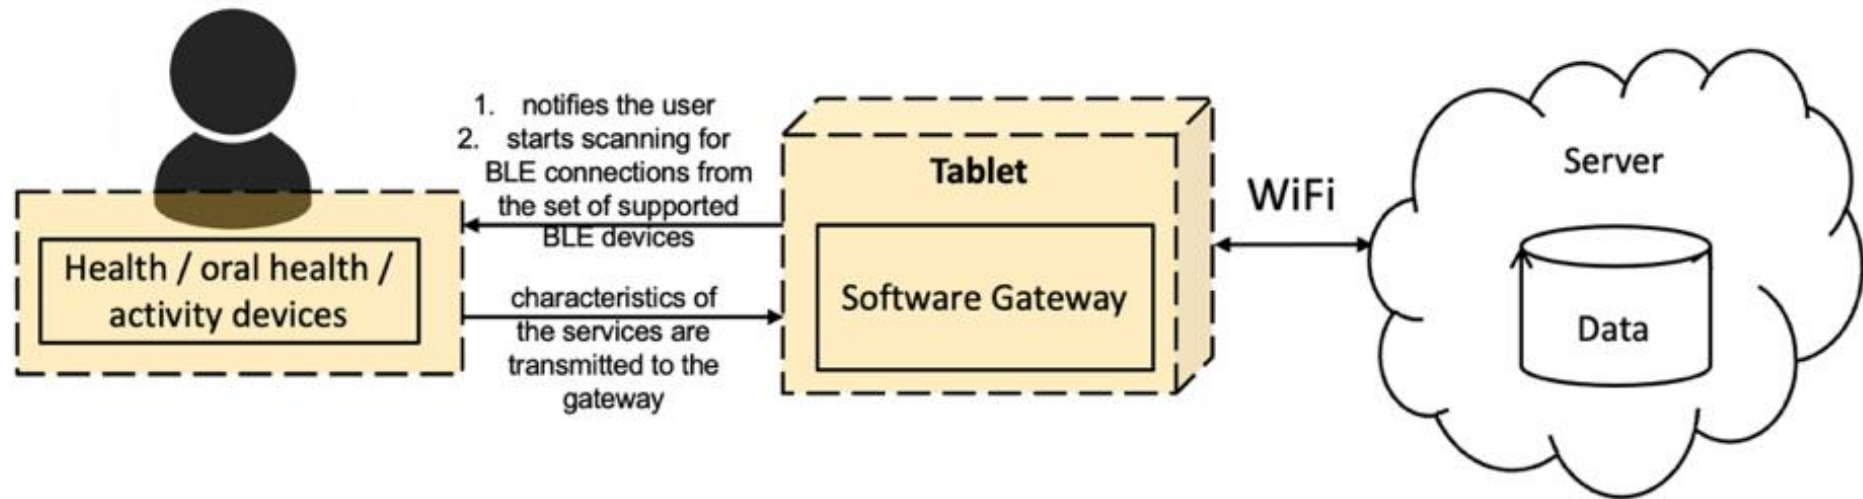 1. notifies the user
2. starts scanning for
BLE connections from
the set of supported
BLE devices
Health / oral health /
activity devices
characteristics of
the services are
transmitted to the
gateway
Tablet
Software Gateway
WiFi
Server
Data